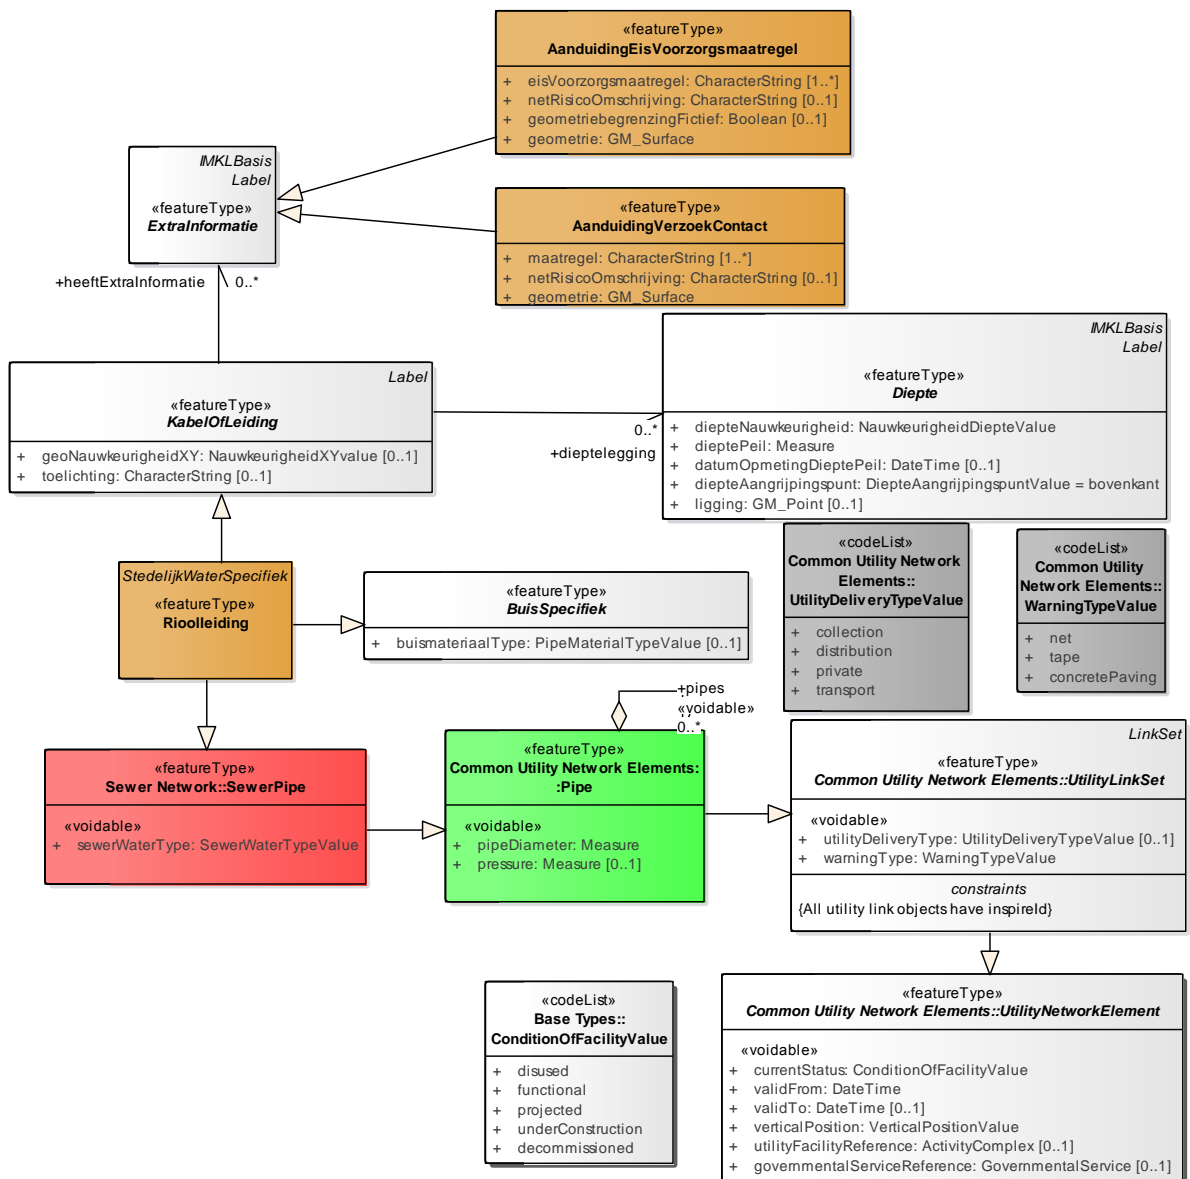 «featureType»
AanduidingEisVoorzorgsmaatregel
+ eisVoorzorgsmaatregel: CharacterString [1..*]
+ netRisicoOmschrijving: CharacterString [0..1]
+ geometriebegrenzingFictief: Boolean [0..1]
+ geometrie: GM_Surface
IMKLBasis
Label
«featureType»
ExtraInformatie
«featureType»
AanduidingVerzoekContact
+ maatregel: CharacterString [1..*]
+ netRisicoOmschrijving: CharacterString [0..1]
+ geometrie: GM_Surface
+heeftExtraInformatie 0..*
IMKLBasis
Label
«featureType»
Diepte
+ diepteNauwkeurigheid: NauwkeurigheidDiepteValue
+ dieptePeil: Measure
+ datumOpmetingDieptePeil: DateTime [0..1]
+ diepteAangrijpingspunt: DiepteAangrijpingspuntValue = bovenkant
+ ligging: GM_Point [0..1]
Label
«featureType»
KabelOfLeiding
+ geoNauwkeurigheidXY: NauwkeurigheidXYvalue [0..1]
+ toelichting: CharacterString [0..1]
0..*
+dieptelegging
«codeList»
Common Utility Network
Elements::
UtilityDeliveryTypeValue
+ collection
+ distribution
+ private
+ transport
«codeList»
Common Utility
Network Elements::
WarningTypeValue
+ net
+ tape
+ concretePaving
StedelijkWaterSpecifiek
«featureType»
Rioolleiding
«featureType»
BuisSpecifiek
+ buismateriaalType: PipeMaterialTypeValue [0..1]
+pipes
«voidable»
0..*
«featureType»
Sewer Network::SewerPipe
«voidable»
+ sewerWaterType: SewerWaterTypeValue
«featureType»
Common Utility Network Elements:
:Pipe
«voidable»
+ pipeDiameter: Measure
+ pressure: Measure [0..1]
LinkSet
«featureType»
Common Utility Network Elements::UtilityLinkSet
«voidable»
+ utilityDeliveryType: UtilityDeliveryTypeValue [0..1]
+ warningType: WarningTypeValue
constraints
{All utility link objects have inspireId}
«codeList»
Base Types::
ConditionOfFacilityValue
+ disused
+ functional
+ projected
+ underConstruction
+ decommissioned
«featureType»
Common Utility Network Elements::UtilityNetworkElement
«voidable»
+ currentStatus: ConditionOfFacilityValue
+ validFrom: DateTime
+ validTo: DateTime [0..1]
+ verticalPosition: VerticalPositionValue
+ utilityFacilityReference: ActivityComplex [0..1]
+ governmentalServiceReference: GovernmentalService [0..1]